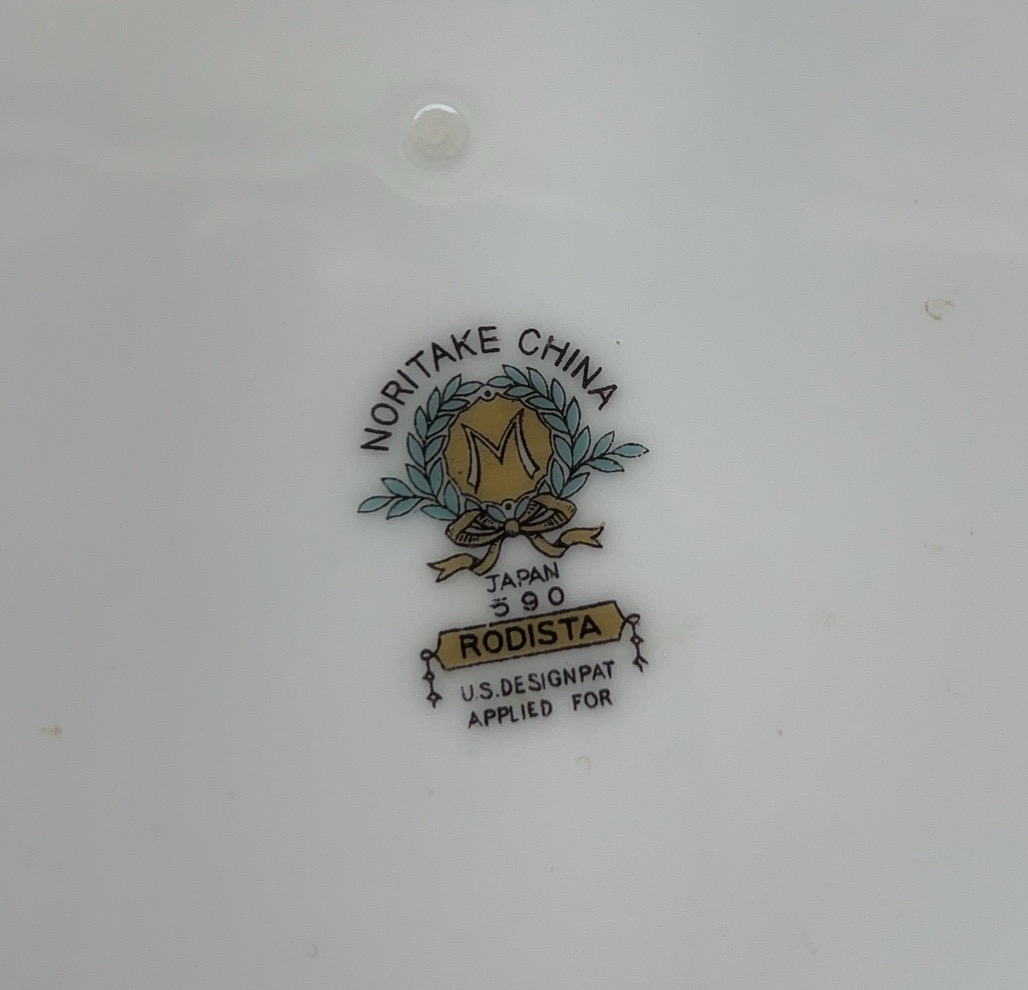 NORITAKE CHINA
M
JAPAN
590
RODISTA
U.S.DESIGNPAT
APPLIED FOR